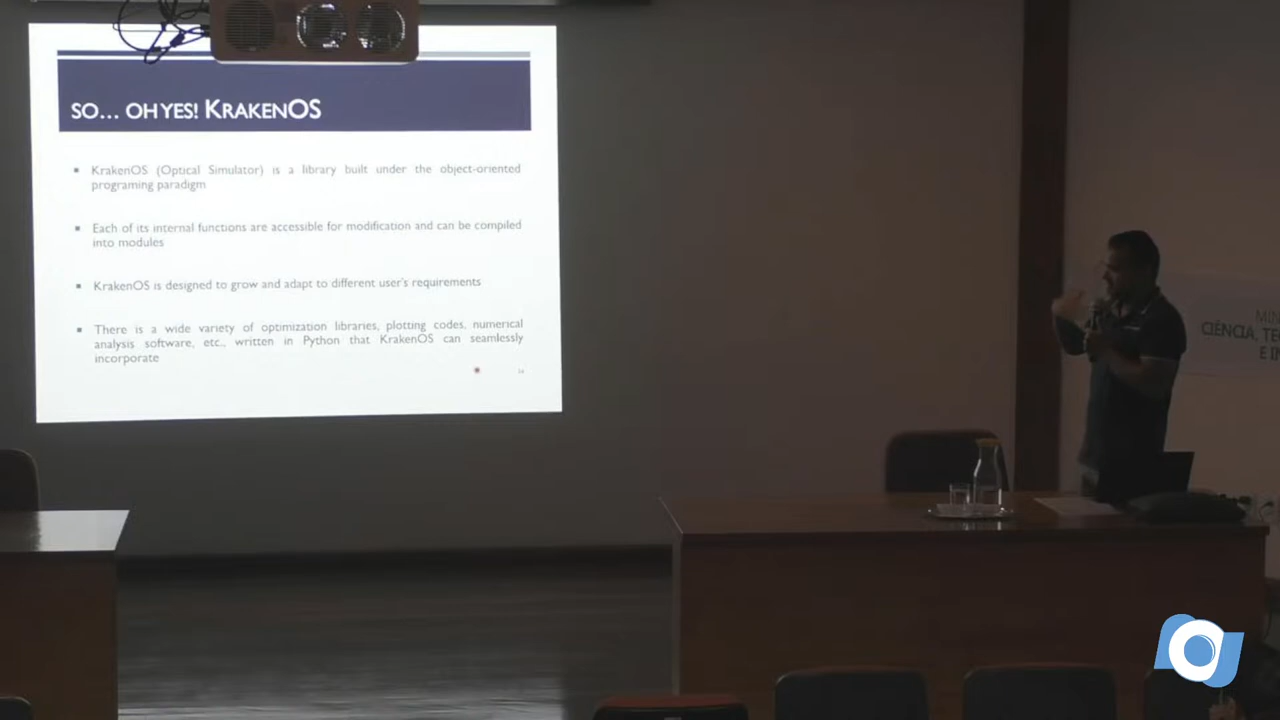 SO... OH YES! KRAKENOS
KrakenOS (Optical Simulator) is a library built under the object-oriented
programing paradigm
Each of its internal functions are accessible for modification and can be compiled
into modules
KrakenOS is designed to grow and adapt to different user's requirements
There is a wide variety of optimization libraries, plotting codes, numerical
analysis software, etc., written in Python that KrakenOS can seamlessly
incorporate
CIÊNCIA,